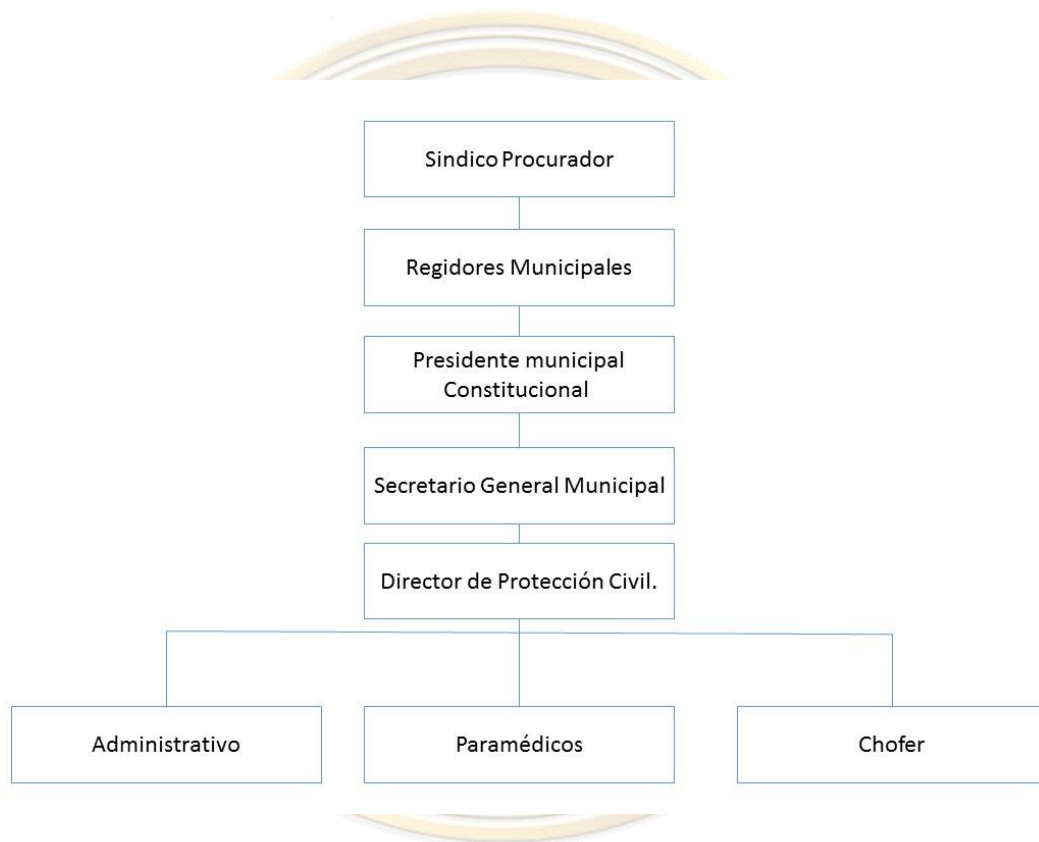 Sindico Procurador
Regidores Municipales
Presidente municipal
Constitucional
Secretario General Municipal
Director de Protección Civil.
Administrativo
Paramédicos
Chofer